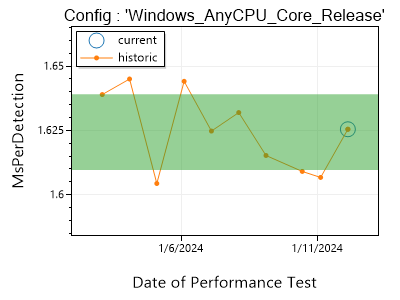 Config : 'Windows_AnyCPU_Core_Release'
current
historic
1.65
1.625
1.6
MsPerDetection
1/6/2024
1/11/2024
Date of Performance Test